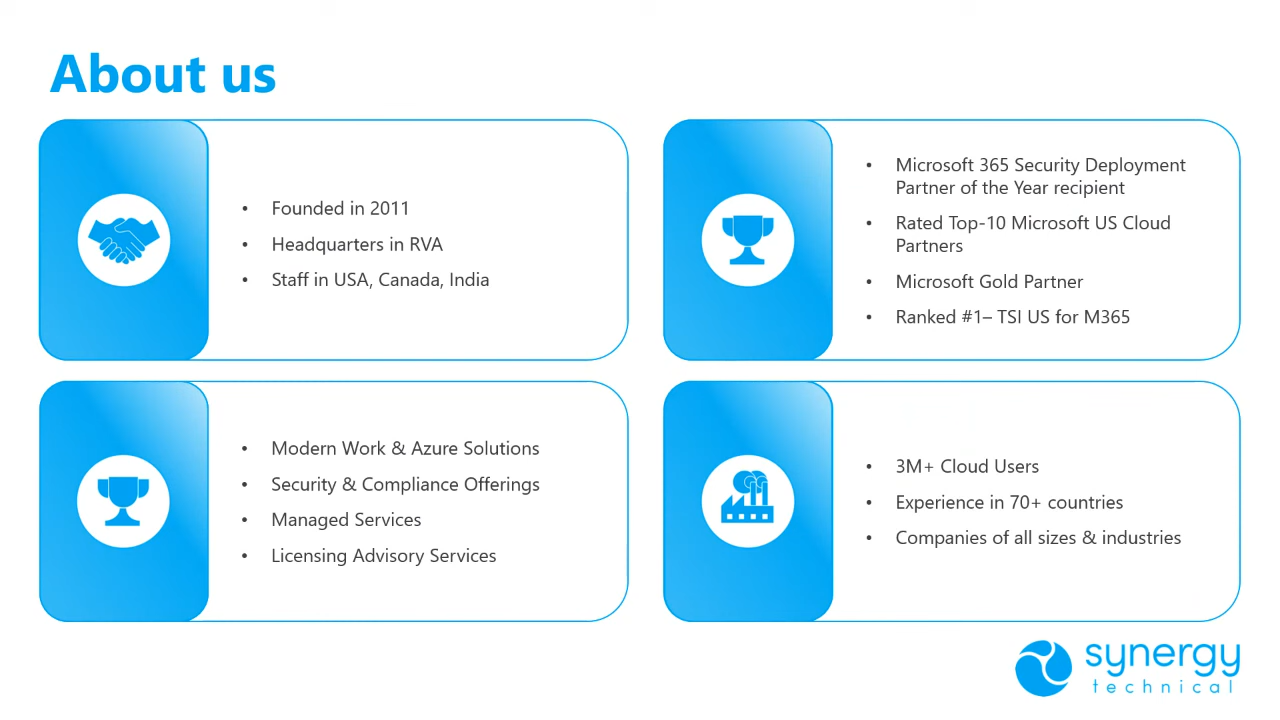 About us
• Founded in 2011
• Headquarters in RVA
• Staff in USA, Canada, India
• Microsoft 365 Security Deployment
Partner of the Year recipient
• Rated Top-10 Microsoft US Cloud
Partners
• Microsoft Gold Partner
• Ranked #1– TSI US for M365
• Modern Work & Azure Solutions
• Security & Compliance Offerings
• Managed Services
• Licensing Advisory Services
• 3M+ Cloud Users
• Experience in 70+ countries
• Companies of all sizes & industries
synergy
technical